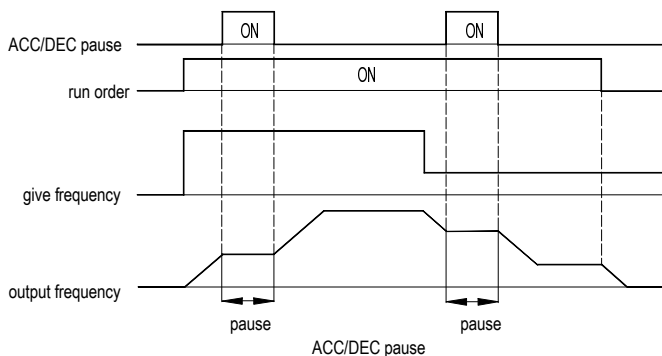 ON
ON
ACC/DEC pause
ON
run order
give frequency
output frequency
pause
pause
ACC/DEC pause